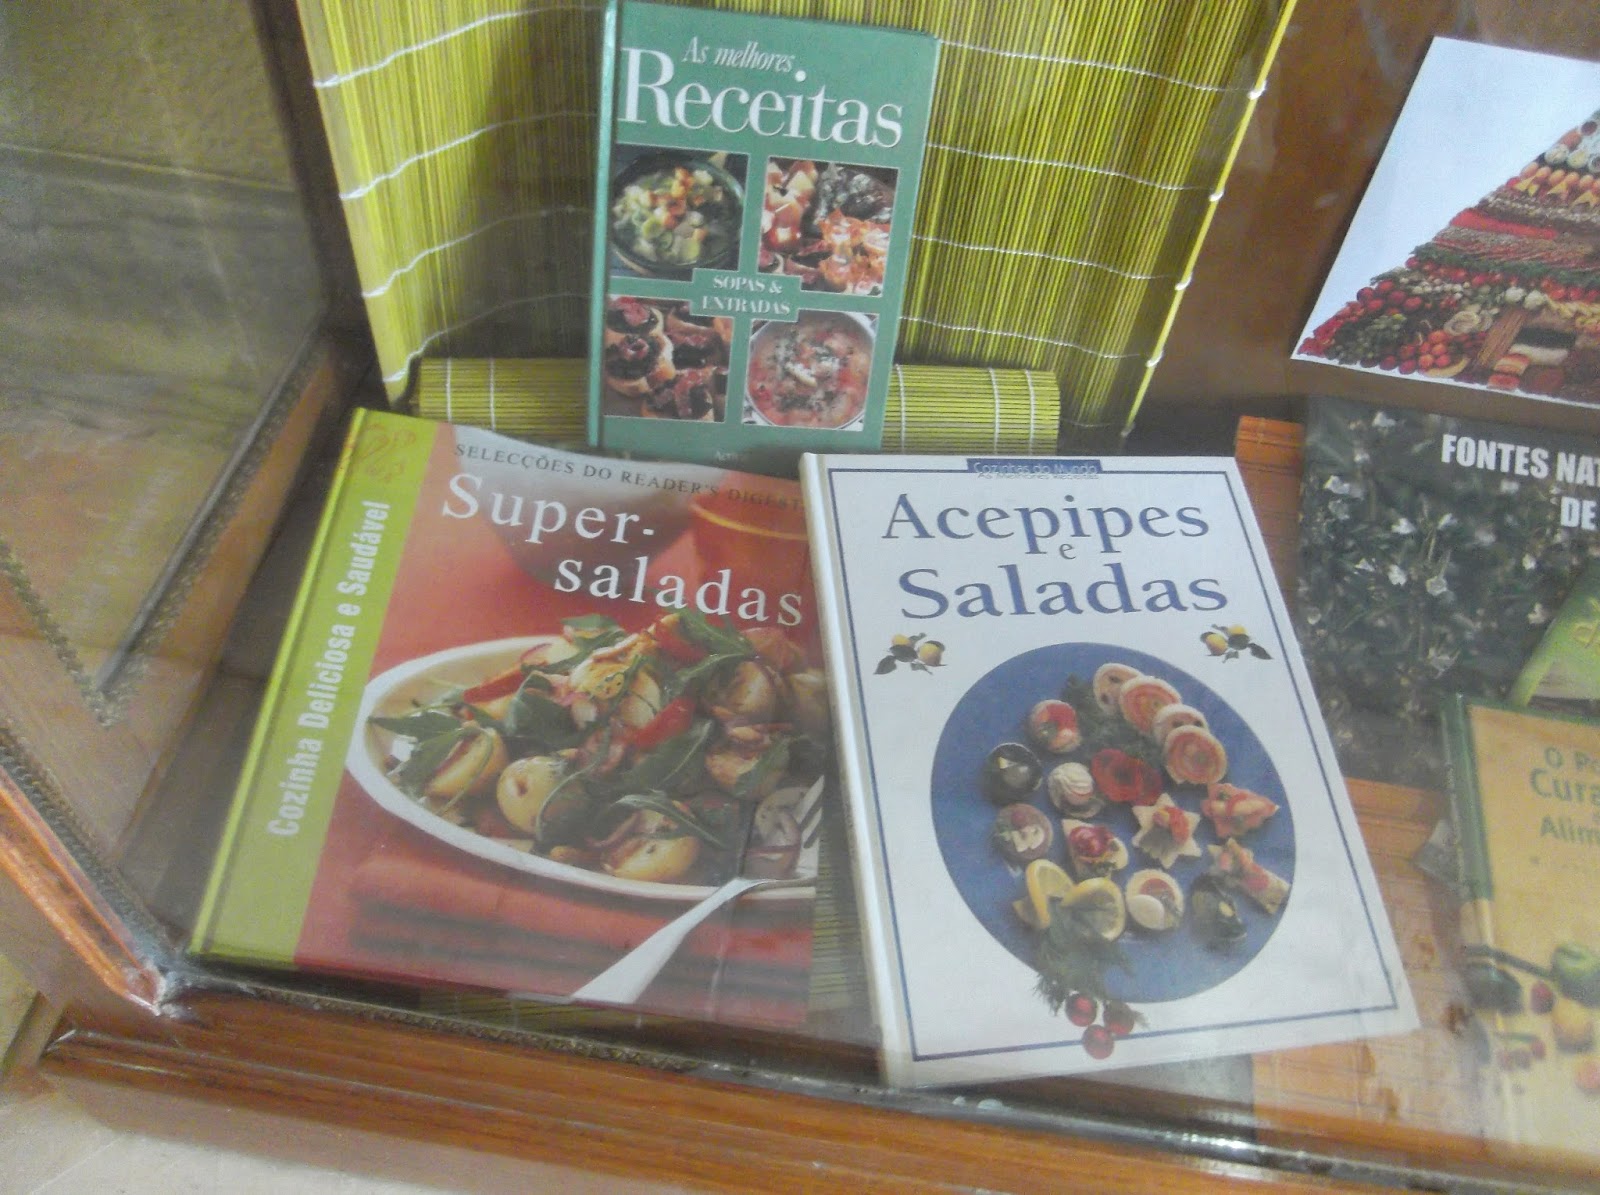 As melhores
Receitas
SOPAS &
ENTRADAS
SELECÇÕES DO READER'S DIGEST
Super-
saladas
Cozinha Deliciosa e Saudável
Cozinhas do Mundo
As Melhores Receitas
Acepipes
e
Saladas
FONTES NAT
DE
O Po
Cura
Alim